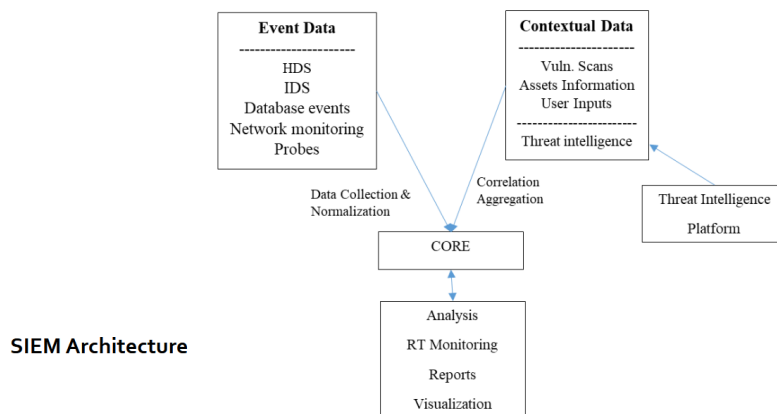 Event Data
----------------------
HDS
IDS
Database events
Network monitoring
Probes
Contextual Data
-----------------------
Vuln. Scans
Assets Information
User Inputs
------------------------
Threat intelligence
Data Collection &
Normalization
Correlation
Aggregation
Threat Intelligence
Platform
CORE
Analysis
RT Monitoring
Reports
Visualization
SIEM Architecture